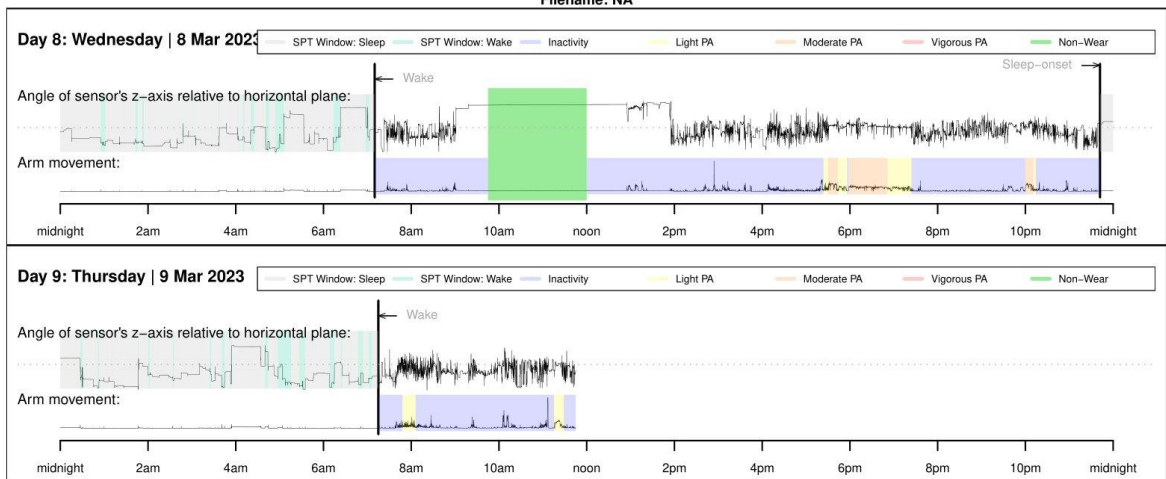 Filename: NA
Day 8: Wednesday | 8 Mar 2023
SPT Window: Sleep SPT Window: Wake Inactivity Light PA Moderate PA Vigorous PA Non−Wear
Wake
Sleep−onset
Angle of sensor's z−axis relative to horizontal plane:
Arm movement:
midnight 2am 4am 6am 8am 10am noon 2pm 4pm 6pm 8pm 10pm midnight
Day 9: Thursday | 9 Mar 2023
SPT Window: Sleep SPT Window: Wake Inactivity Light PA Moderate PA Vigorous PA Non−Wear
Wake
Angle of sensor's z−axis relative to horizontal plane:
Arm movement:
midnight 2am 4am 6am 8am 10am noon 2pm 4pm 6pm 8pm 10pm midnight